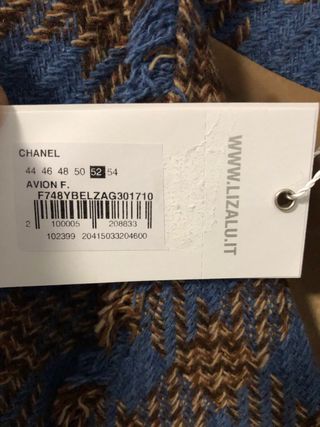 CHANEL
44 46 48 50 52 54
AVION F.
F748YBELZAG301710
2 100005 208833
102399 20415033204600
WWW.LIZALU.IT